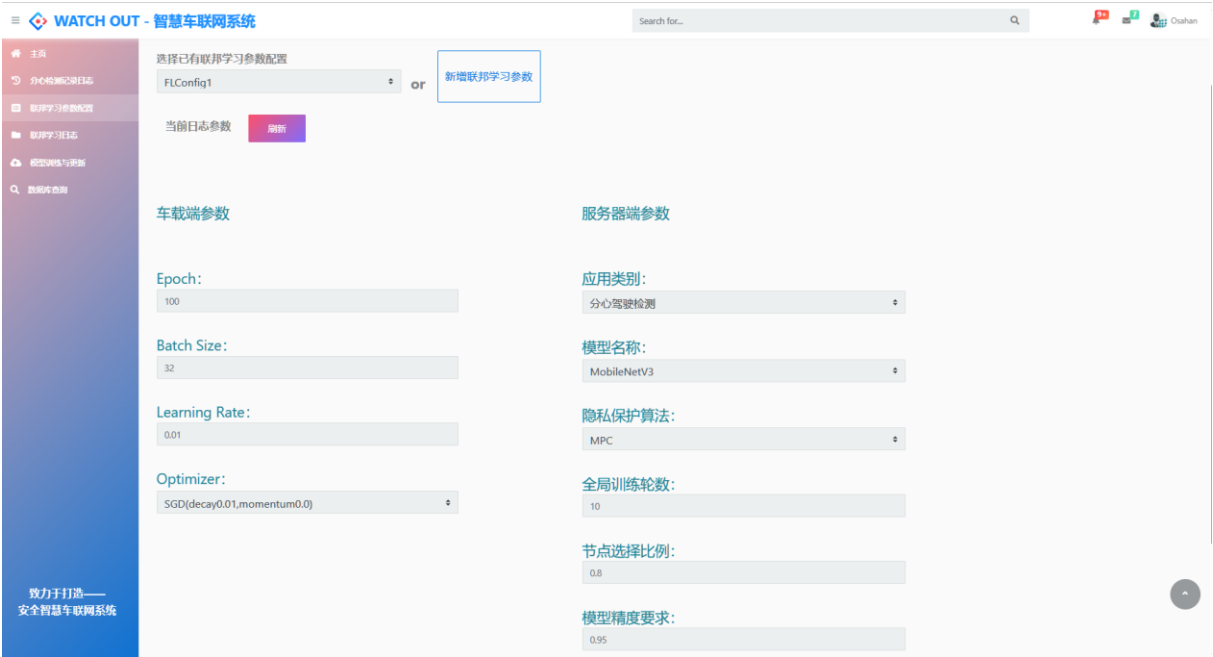 WATCH OUT - 智慧车联网系统
Search for...
9+
7
Osahan
主页
分心检测记录日志
联邦学习参数配置
联邦学习日志
模型训练与更新
数据库查询
致力于打造——
安全智慧车联网系统
选择已有联邦学习参数配置
FLConfig1
or
新增联邦学习参数
当前日志参数
刷新
车载端参数
Epoch：
100
Batch Size：
32
Learning Rate：
0.01
Optimizer：
SGD(decay0.01,momentum0.0)
服务器端参数
应用类别：
分心驾驶检测
模型名称：
MobileNetV3
隐私保护算法：
MPC
全局训练轮数：
10
节点选择比例：
0.8
模型精度要求：
0.95